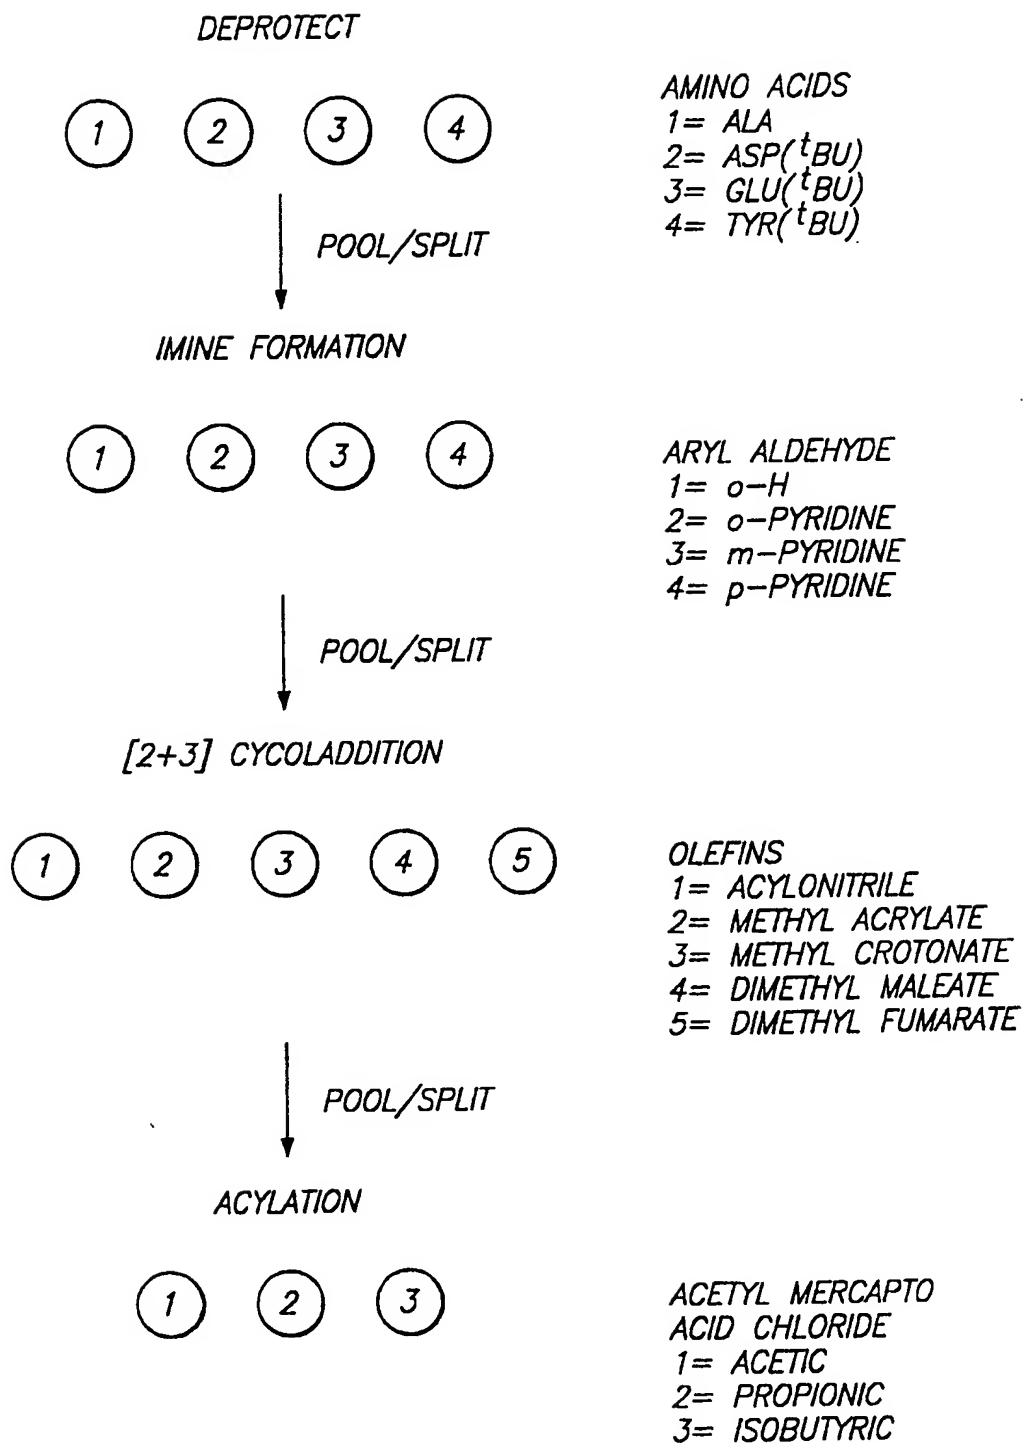 DEPROTECT
1 2 3 4
AMINO ACIDS
1= ALA
2= ASP(tBU)
3= GLU(tBU)
4= TYR(tBU)
POOL/SPLIT
IMINE FORMATION
1 2 3 4
ARYL ALDEHYDE
1= o-H
2= o-PYRIDINE
3= m-PYRIDINE
4= p-PYRIDINE
POOL/SPLIT
[2+3] CYCOLADDITION
1 2 3 4 5
OLEFINS
1= ACYLONITRILE
2= METHYL ACRYLATE
3= METHYL CROTONATE
4= DIMETHYL MALEATE
5= DIMETHYL FUMARATE
POOL/SPLIT
ACYLATION
1 2 3
ACETYL MERCAPTO
ACID CHLORIDE
1= ACETIC
2= PROPIONIC
3= ISOBUTYRIC